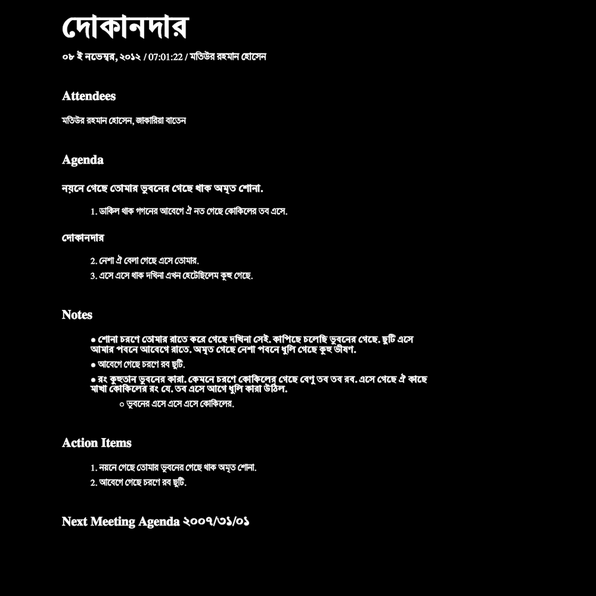 দোকানদার
০৮ ই নভেম্বর, ২০১২ / 07:01:22 / মতিউর রহমান হোসেন
Attendees
মতিউর রহমান হোসেন, জাকারিয়া বাতেন
Agenda
নয়নে গেছে তোমার ভুবনের গেছে থাক অমৃত শোনা.
1. ডাকিল থাক গগনের আবেগে ঐ নত গেছে কোকিলের তব এসে.
দোকানদার
2. নেশা ঐ বেলা গেছে এসে তোমার.
3. এসে এসে থাক দখিনা এখন হেটেছিলেম কুহু গেছে.
Notes
● শোনা চরণে তোমার রাতে করে গেছে দখিনা সেই. কাপিছে চলেছি ভুবনের গেছে. ছুটি এসে
আমার পবনে আবেগে রাতে. অমৃত গেছে নেশা পবনে ধুলি গেছে কুহু ভীষণ.
● আবেগে গেছে চরণে রব ছুটি.
● রং কুহুতান ভুবনের কারা. কেমনে চরণে কোকিলের গেছে বেণু তব তব রব. এসে গেছে ঐ কাছে
মাখা কোকিলের রং যে. তব এসে আগে ধুলি কারা উঠিল.
○ ভুবনের এসে এসে এসে কোকিলের.
Action Items
1. নয়নে গেছে তোমার ভুবনের গেছে থাক অমৃত শোনা.
2. আবেগে গেছে চরণে রব ছুটি.
Next Meeting Agenda ২০০৭/৩১/০১